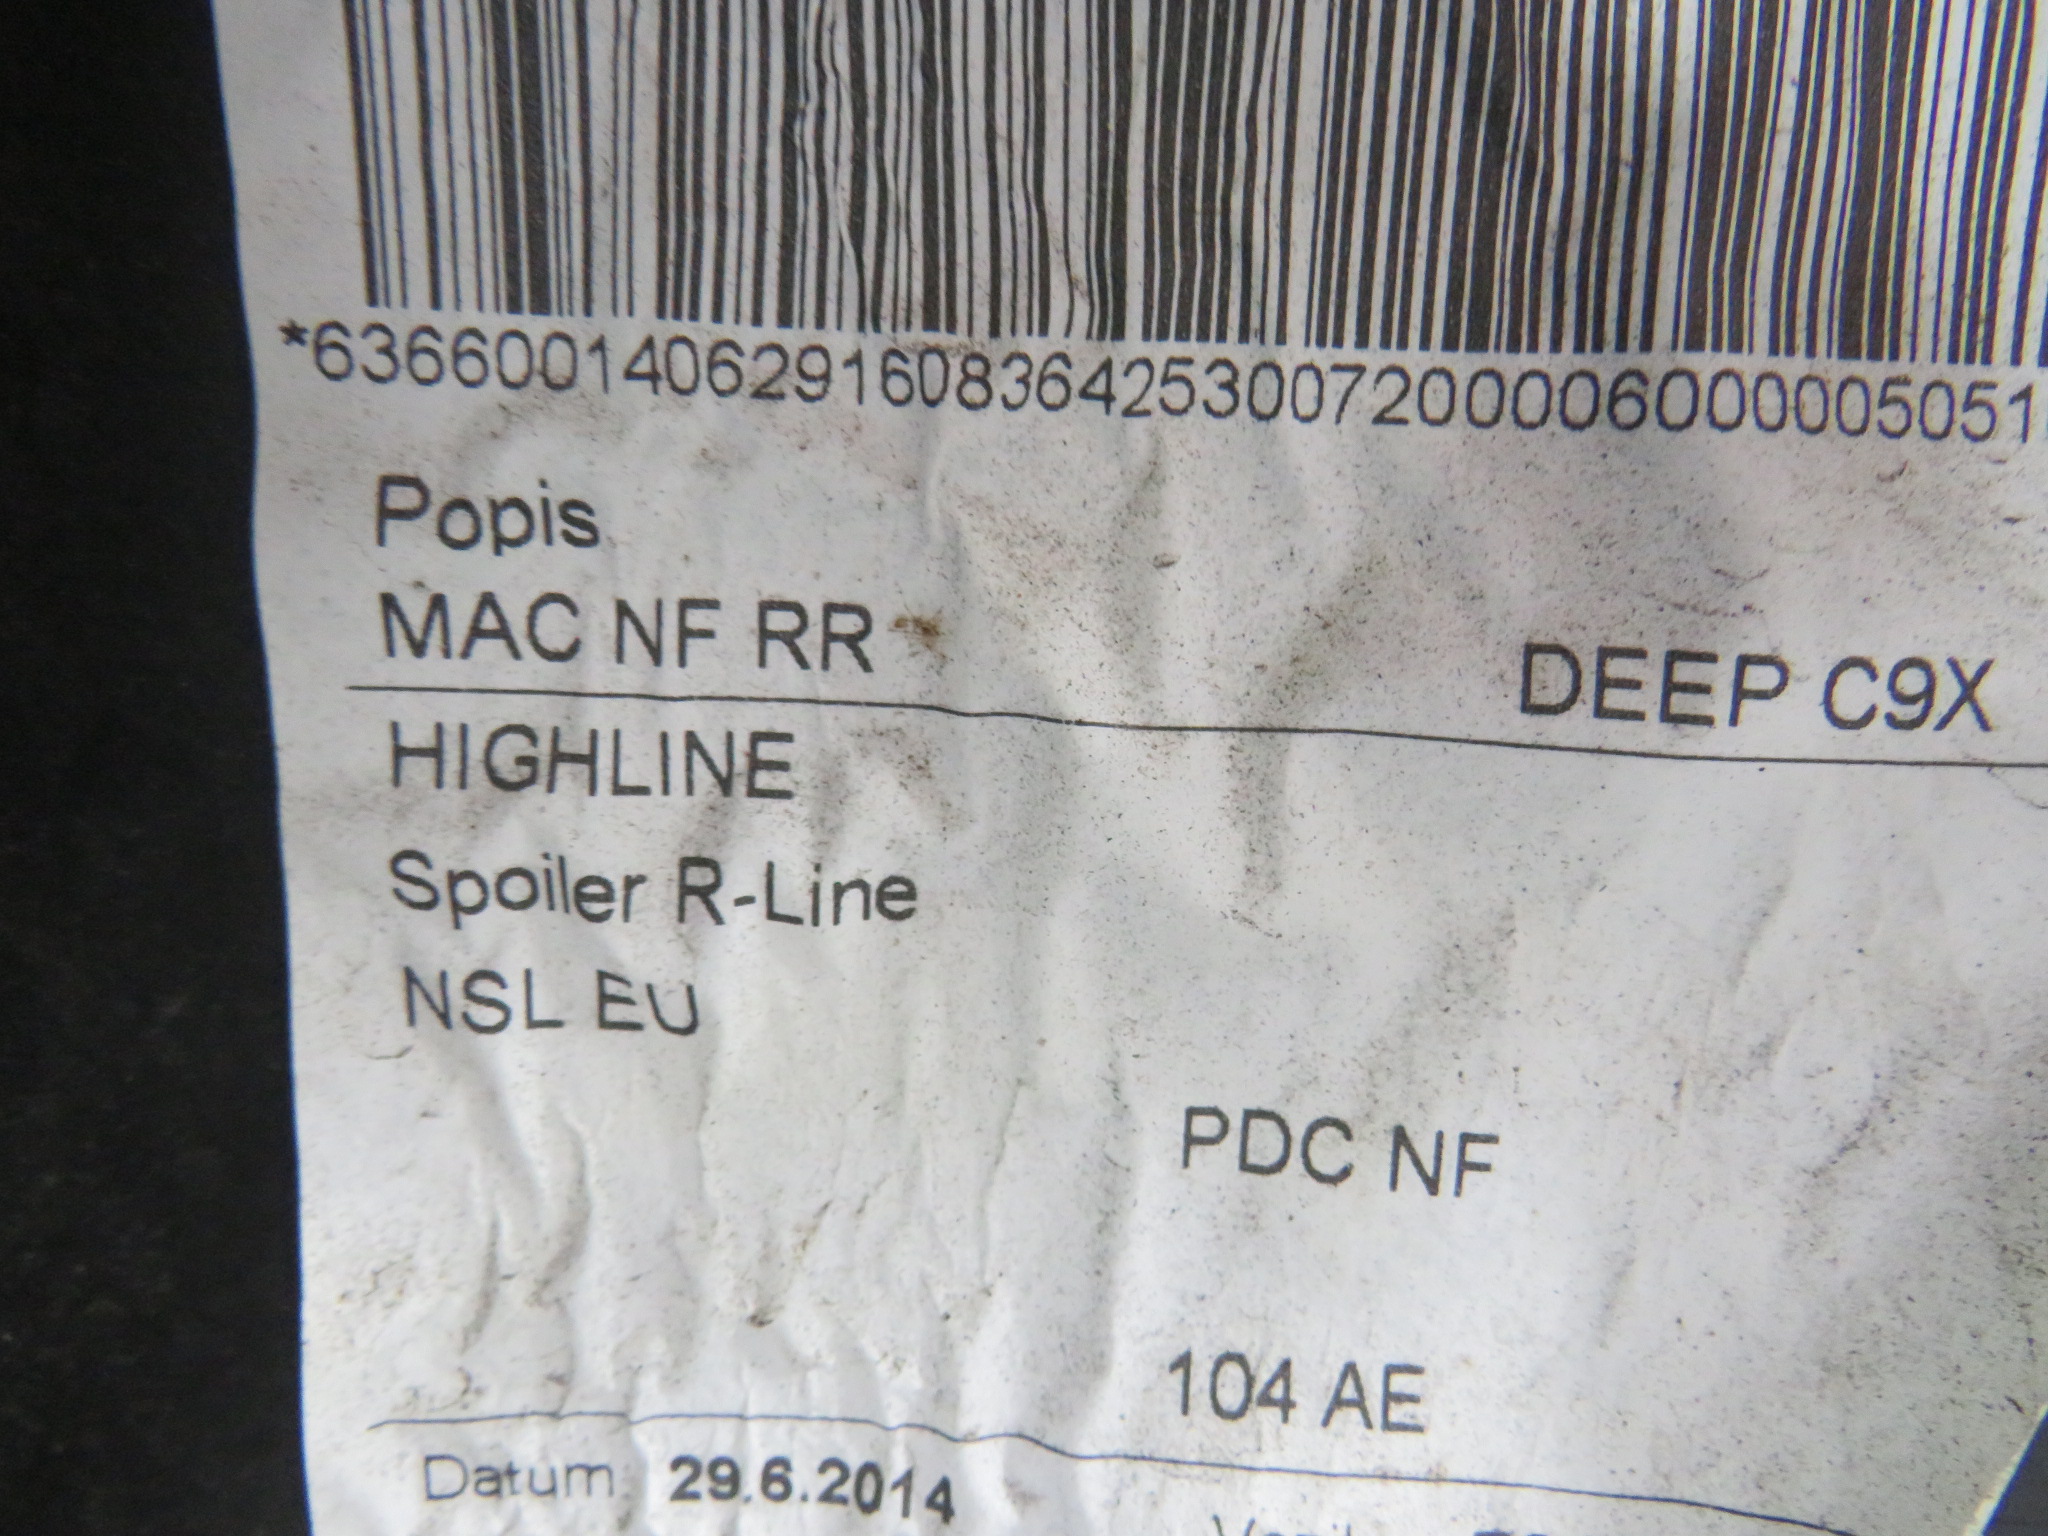 *6366001406291608364253007200006000005051
Popis
MAC NF RR DEEP C9X
HIGHLINE
Spoiler R-Line
NSL EU
PDC NF
104 AE
Datum: 29.6.2014